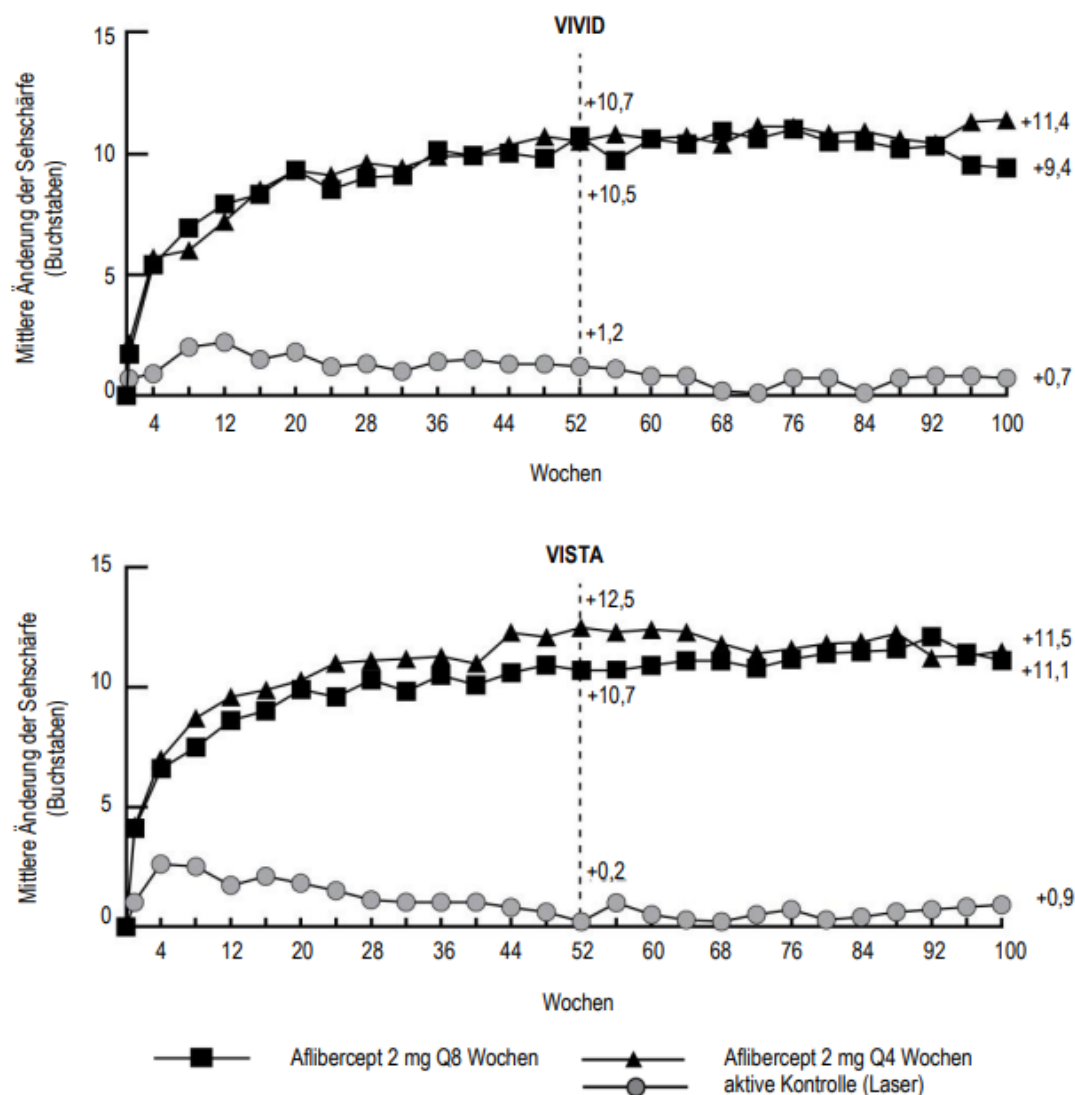 VIVID
15
10
5
0
Mittlere Änderung der Sehschärfe
(Buchstaben)
+10,7
+10,5
+1,2
+11,4
+9,4
+0,7
4 12 20 28 36 44 52 60 68 76 84 92 100
Wochen
VISTA
15
10
5
0
Mittlere Änderung der Sehschärfe
(Buchstaben)
+12,5
+10,7
+0,2
+11,5
+11,1
+0,9
4 12 20 28 36 44 52 60 68 76 84 92 100
Wochen
Aflibercept 2 mg Q8 Wochen
Aflibercept 2 mg Q4 Wochen
aktive Kontrolle (Laser)